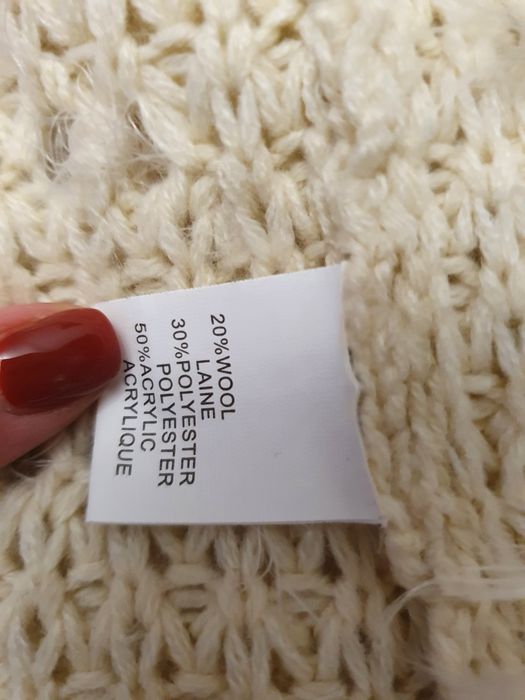 20%WOOL
LAINE
30%POLYESTER
POLYESTER
50%ACRYLIC
ACRYLIQUE